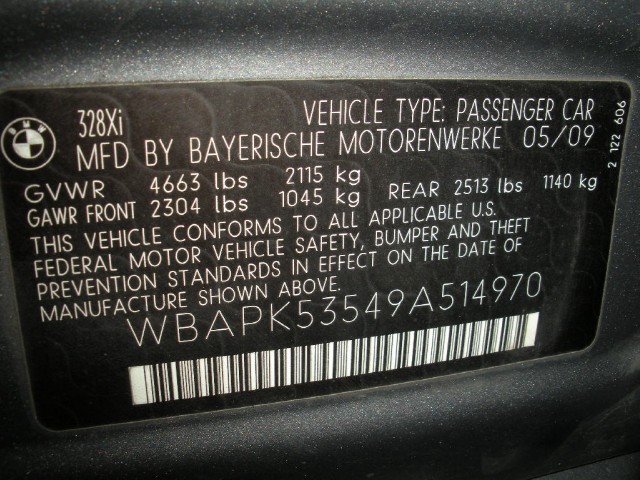 BMW
328Xi VEHICLE TYPE: PASSENGER CAR
MFD BY BAYERISCHE MOTORENWERKE 05/09
GVWR 4663 lbs 2115 kg
GAWR FRONT 2304 lbs 1045 kg REAR 2513 lbs 1140 kg
THIS VEHICLE CONFORMS TO ALL APPLICABLE U.S.
FEDERAL MOTOR VEHICLE SAFETY, BUMPER AND THEFT
PREVENTION STANDARDS IN EFFECT ON THE DATE OF
MANUFACTURE SHOWN ABOVE.
WBAPK53549A514970
2 122 606